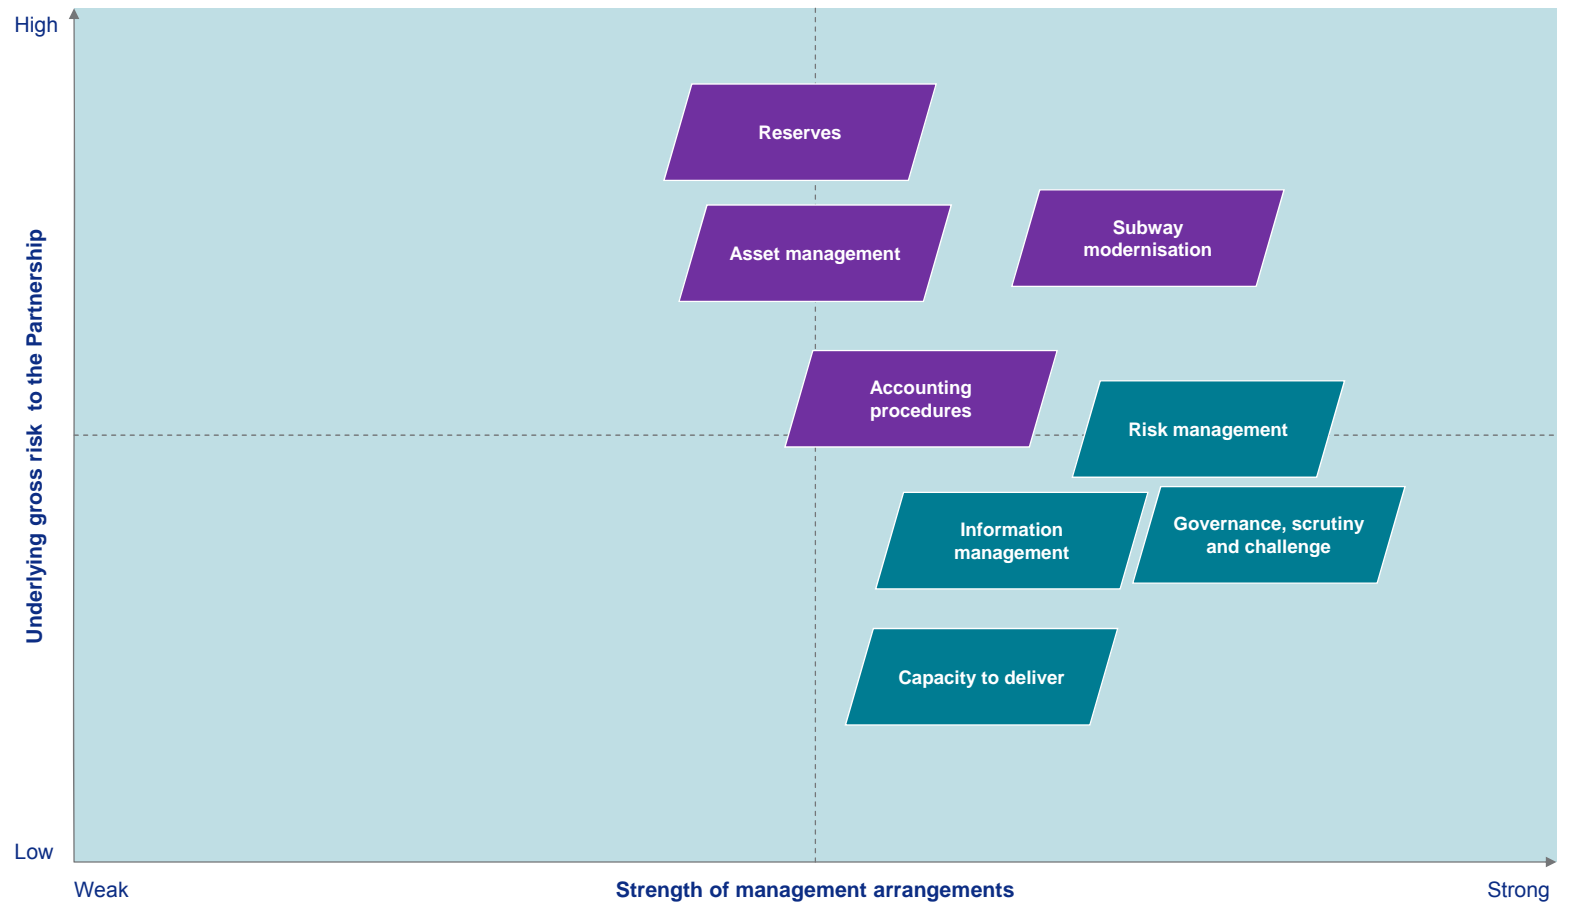 High
Reserves
Subway
modernisation
Asset management
Underlying gross risk  to the Partnership
Accounting
procedures
Risk management
Information
management
Governance, scrutiny
and challenge
Capacity to deliver
Low
Weak
Strength of management arrangements
Strong